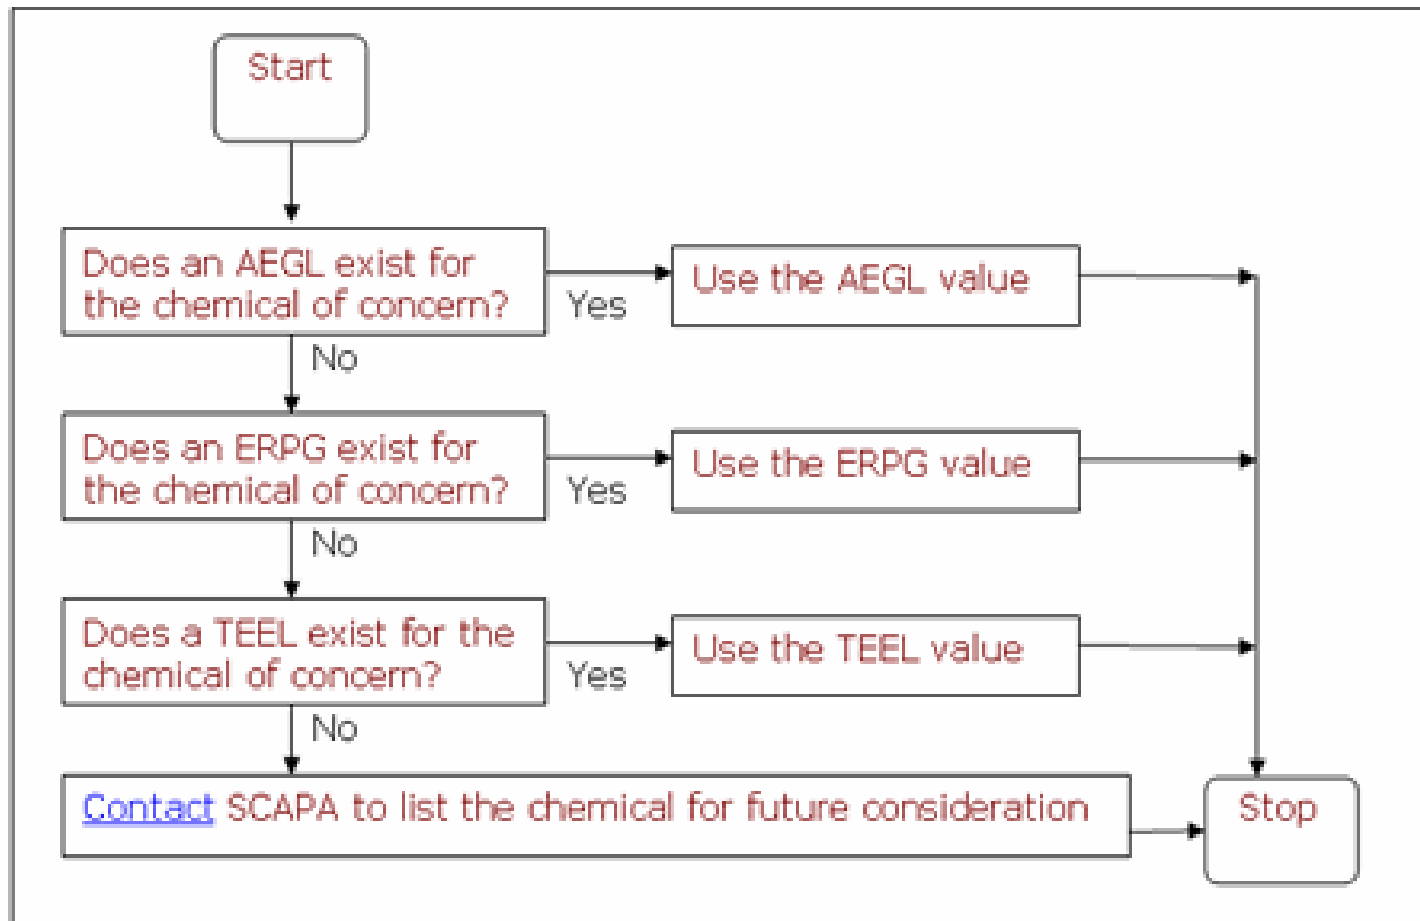 Start
Does an AEGL exist for
the chemical of concern?
Yes
Use the AEGL value
No
Does an ERPG exist for
the chemical of concern?
Yes
Use the ERPG value
No
Does a TEEL exist for the
chemical of concern?
Yes
Use the TEEL value
No
Contact SCAPA to list the chemical for future consideration
Stop